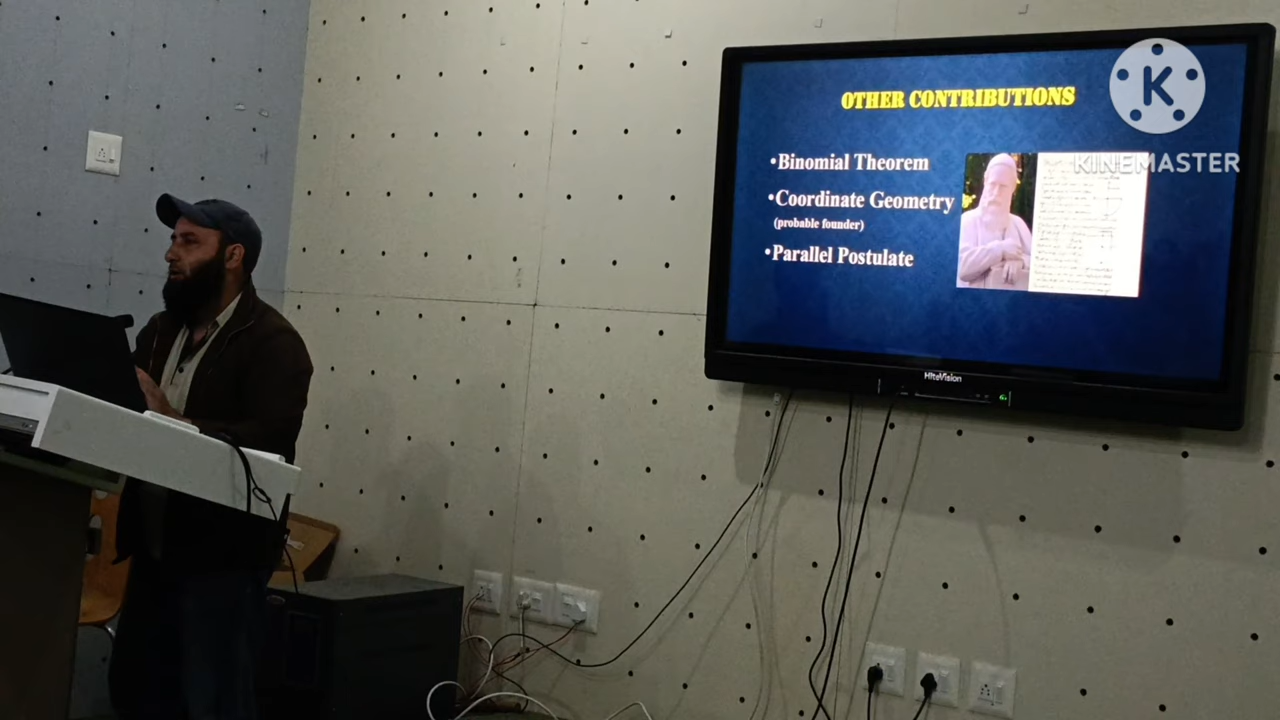 OTHER CONTRIBUTIONS
•Binomial Theorem
•Coordinate Geometry
(probable founder)
•Parallel Postulate
K
KINEMASTER
HiteVision